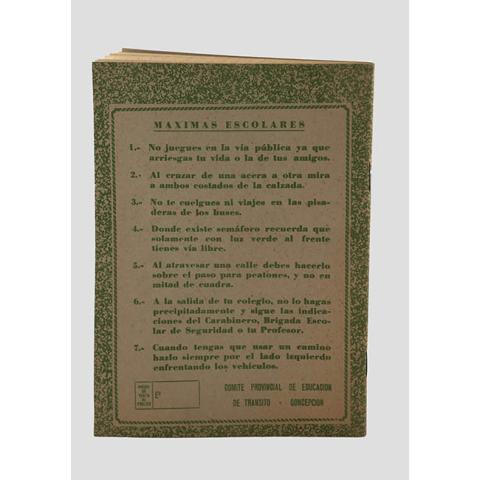 MAXIMAS ESCOLARES
1.- No juegues en la vía pública ya que
arriesgas tu vida o la de tus amigos.
2.- Al cruzar de una acera a otra mira
a ambos costados de la calzada.
3.- No te cuelgues ni viajes en las pisa-
deras de los buses.
4.- Donde existe semáforo recuerda que
solamente con luz verde al frente
tienes vía libre.
5.- Al atravesar una calle debes hacerlo
sobre el paso para peatones, y no en
mitad de cuadra.
6.- A la salida de tu colegio, no lo hagas
precipitadamente y sigue las indica-
ciones del Carabinero, Brigada Esco-
lar de Seguridad o tu Profesor.
7.- Cuando tengas que usar un camino
hazlo siempre por el lado izquierdo
enfrentando los vehículos.
COMITE PROVINCIAL DE EDUCACION
DE TRANSITO - CONCEPCION
PRECIO
DE
VENTA
AL
PUBLICO
Eº